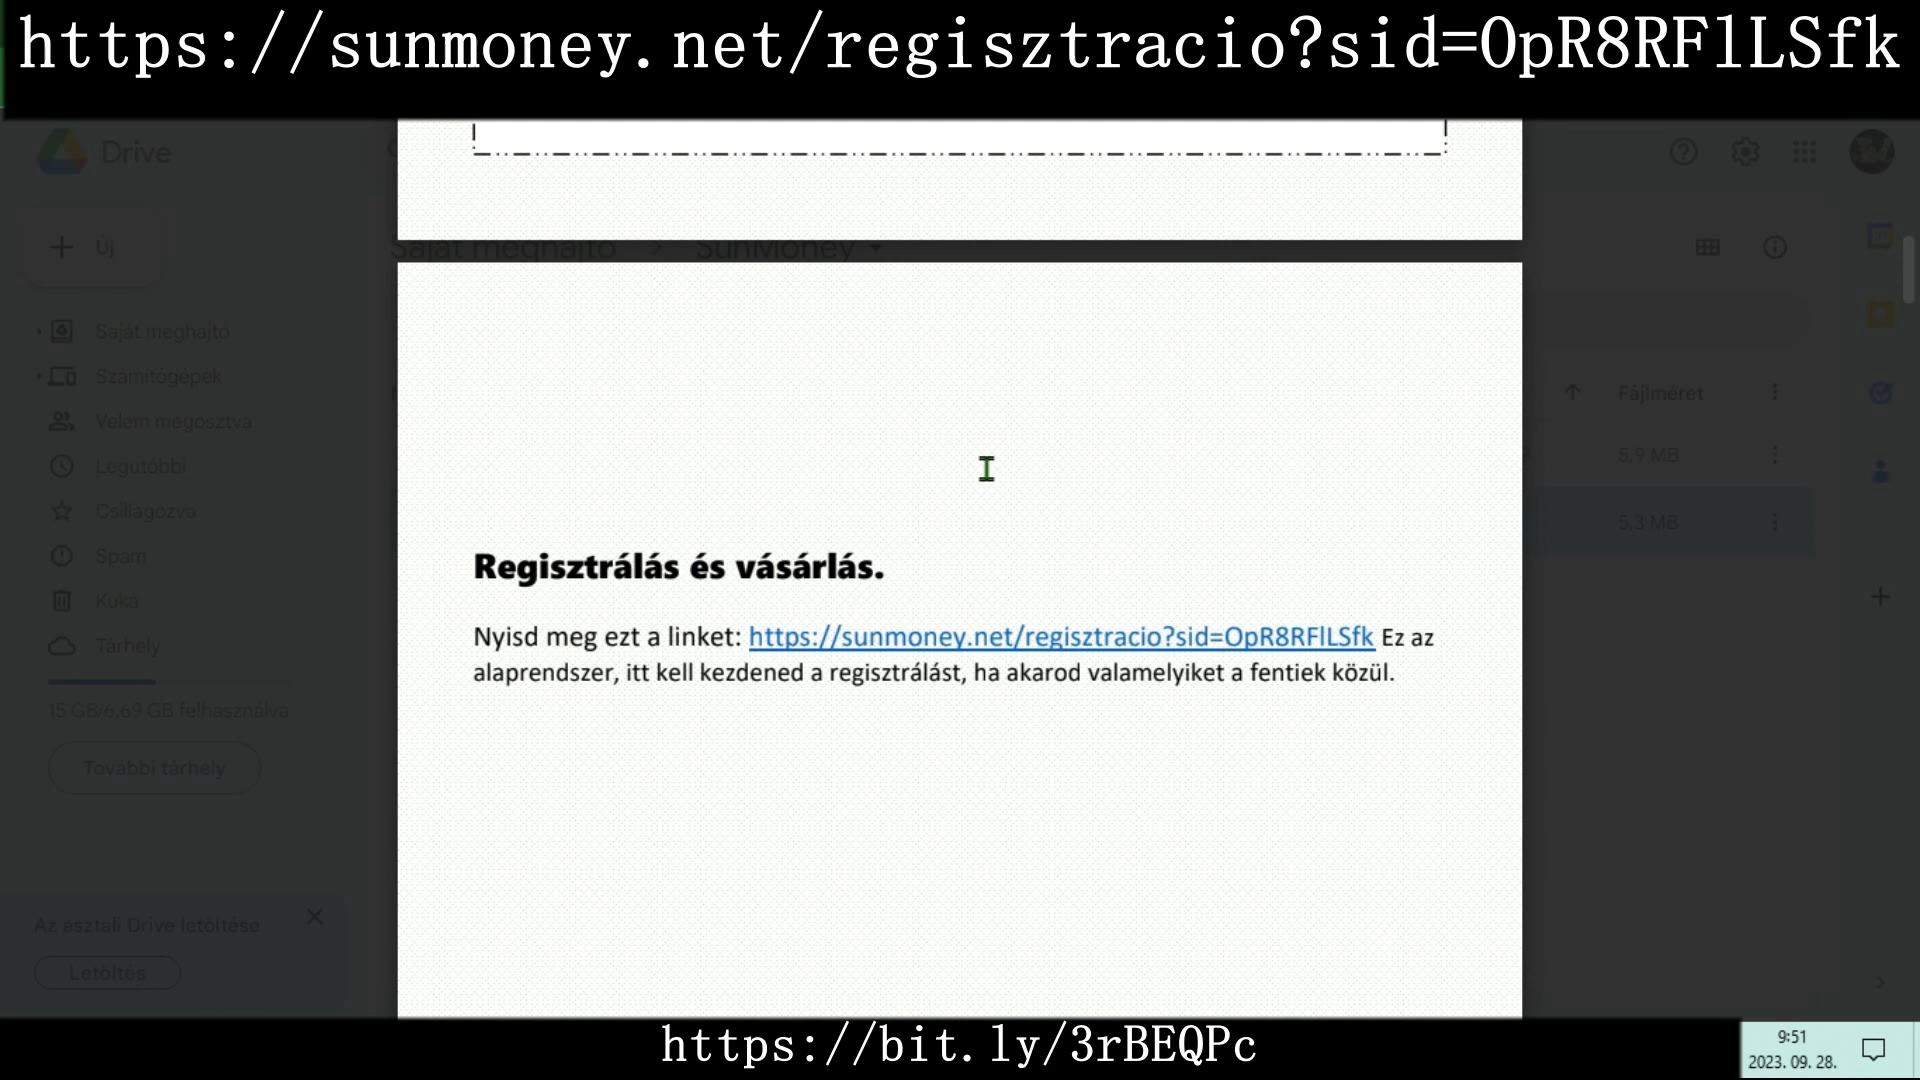 https://sunmoney.net/regisztracio?sid=OpR8RFlLSfk
Drive
Saját meghajtó > SunMoney
Új
Saját meghajtó
Számítógépek
Velem megosztva
Legutóbbi
Csillagozva
Spam
Kuka
Tárhely
15 GB/6,69 GB felhasználva
További tárhely
Az asztali Drive letöltése
Letöltés
Fájlméret
5,9 MB
5,3 MB
Regisztrálás és vásárlás.
Nyisd meg ezt a linket: https://sunmoney.net/regisztracio?sid=OpR8RFlLSfk Ez az
alaprendszer, itt kell kezdened a regisztrálást, ha akarod valamelyiket a fentiek közül.
https://bit.ly/3rBEQPc
9:51
2023. 09. 28.